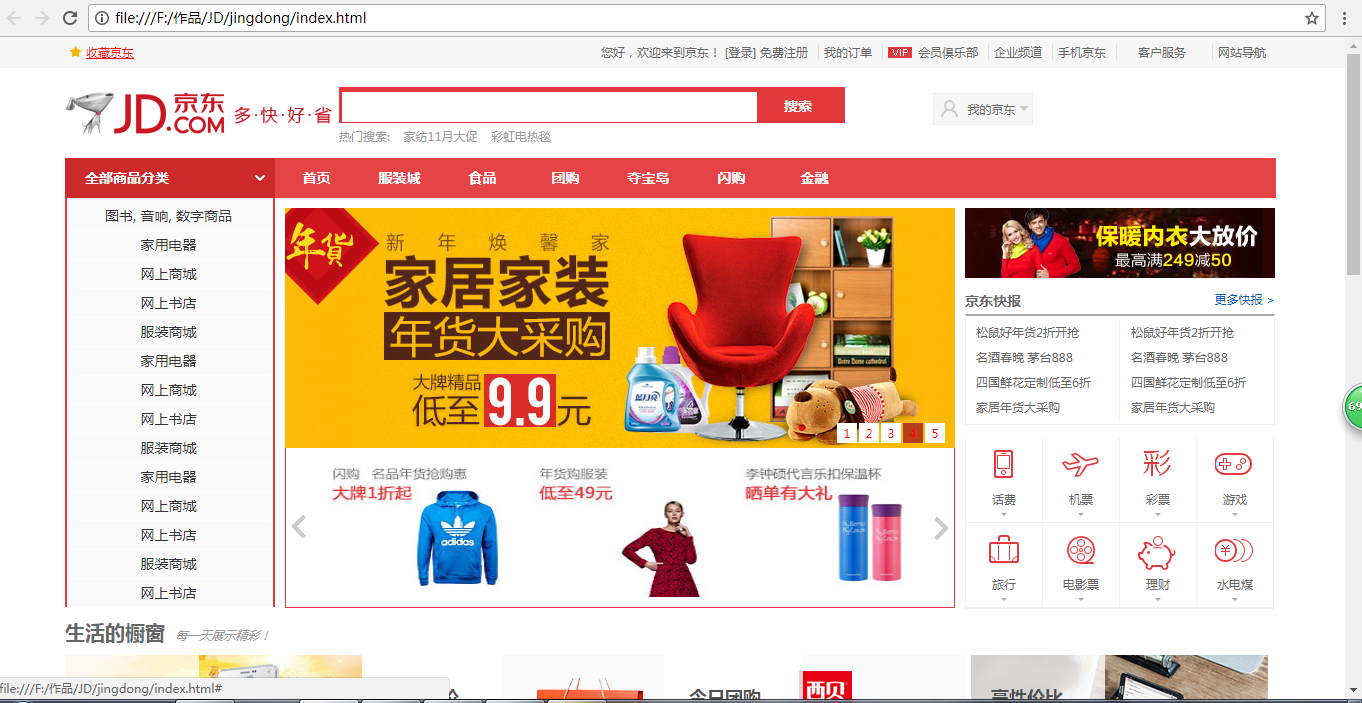 file:///F:/作品/JD/jingdong/index.html
收藏京东
您好，欢迎来到京东！ [登录] 免费注册 我的订单 VIP 会员俱乐部 企业频道 手机京东 客户服务 网站导航
JD 京东 .COM 多·快·好·省
搜索
我的京东
热门搜索: 家纺11月大促 彩虹电热毯
全部商品分类 首页 服装城 食品 团购 夺宝岛 闪购 金融
图书, 音响, 数字商品
家用电器
网上商城
网上书店
服装商城
家用电器
网上商城
网上书店
服装商城
家用电器
网上商城
网上书店
服装商城
网上书店
年货
新年焕馨家
家居家装
年货大采购
大牌精品
低至9.9元
蓝月亮
1 2 3 4 5
闪购 名品年货抢购惠
大牌1折起
adidas
年货购服装
低至49元
李钟硕代言乐扣保温杯
晒单有大礼
保暖内衣大放价
最高满249减50
京东快报 更多快报 >
松鼠好年货2折开抢 松鼠好年货2折开抢
名酒春晚 茅台888 名酒春晚 茅台888
四国鲜花定制低至6折 四国鲜花定制低至6折
家居年货大采购 家居年货大采购
话费 机票 彩票 游戏
彩
旅行 电影票 理财 水电煤
69
生活的橱窗 每一天展示精彩！
今日团购
西贝
高性价比
file:///F:/作品/JD/jingdong/index.html#